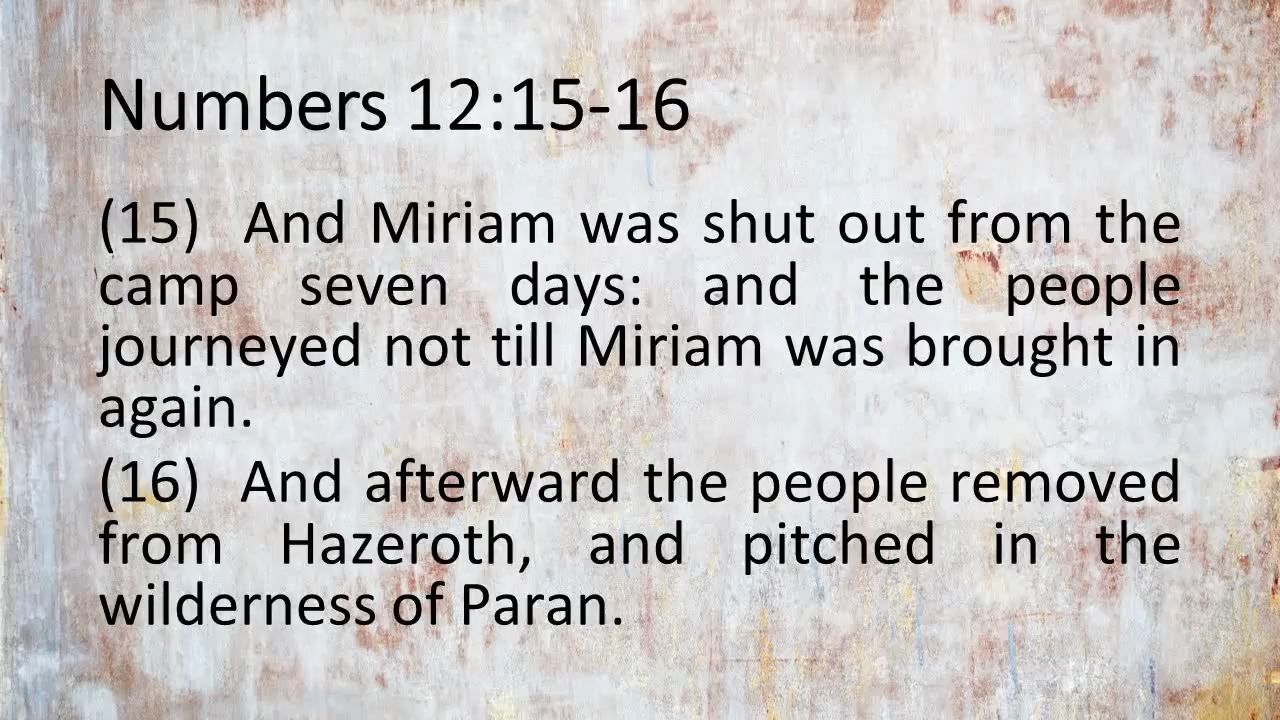 Numbers 12:15-16
(15) And Miriam was shut out from the
camp seven days: and the people
journeyed not till Miriam was brought in
again.
(16) And afterward the people removed
from Hazeroth, and pitched in the
wilderness of Paran.